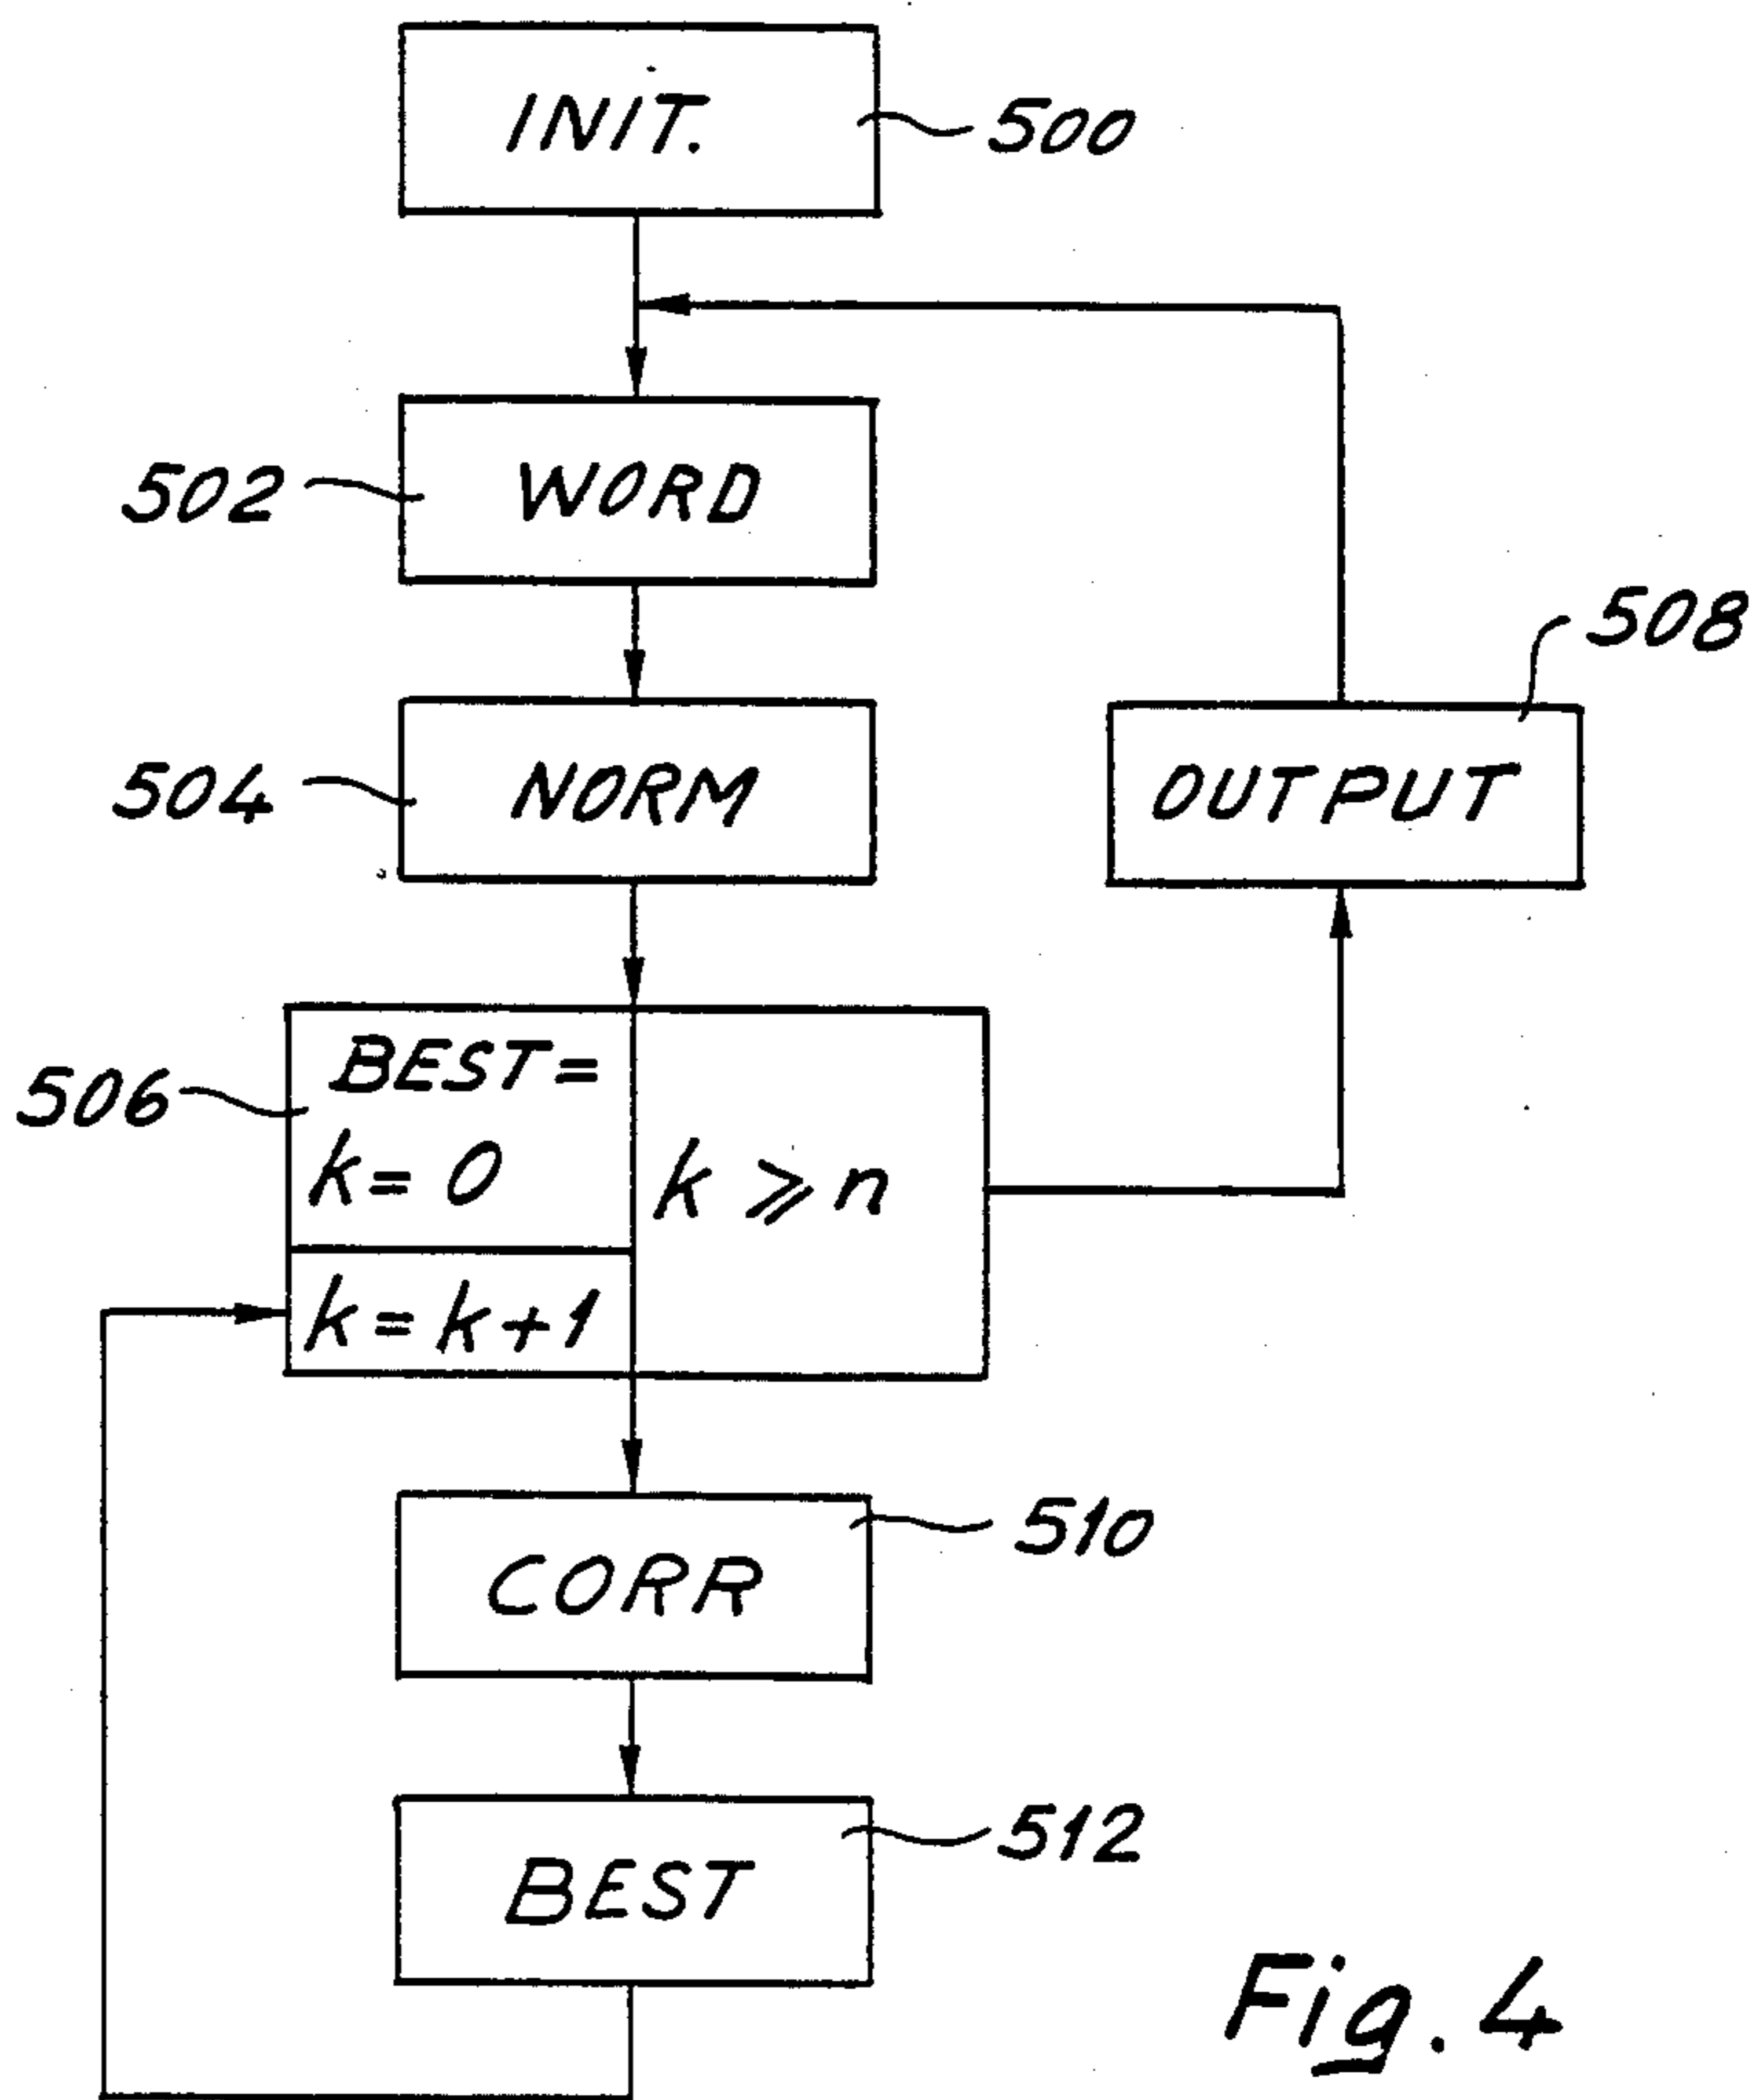 INIT.
500
502
WORD
508
504
NORM
OUTPUT
506
BEST=
k=0
k ⩾ n
k=k+1
510
CORR
512
BEST
Fig. 4